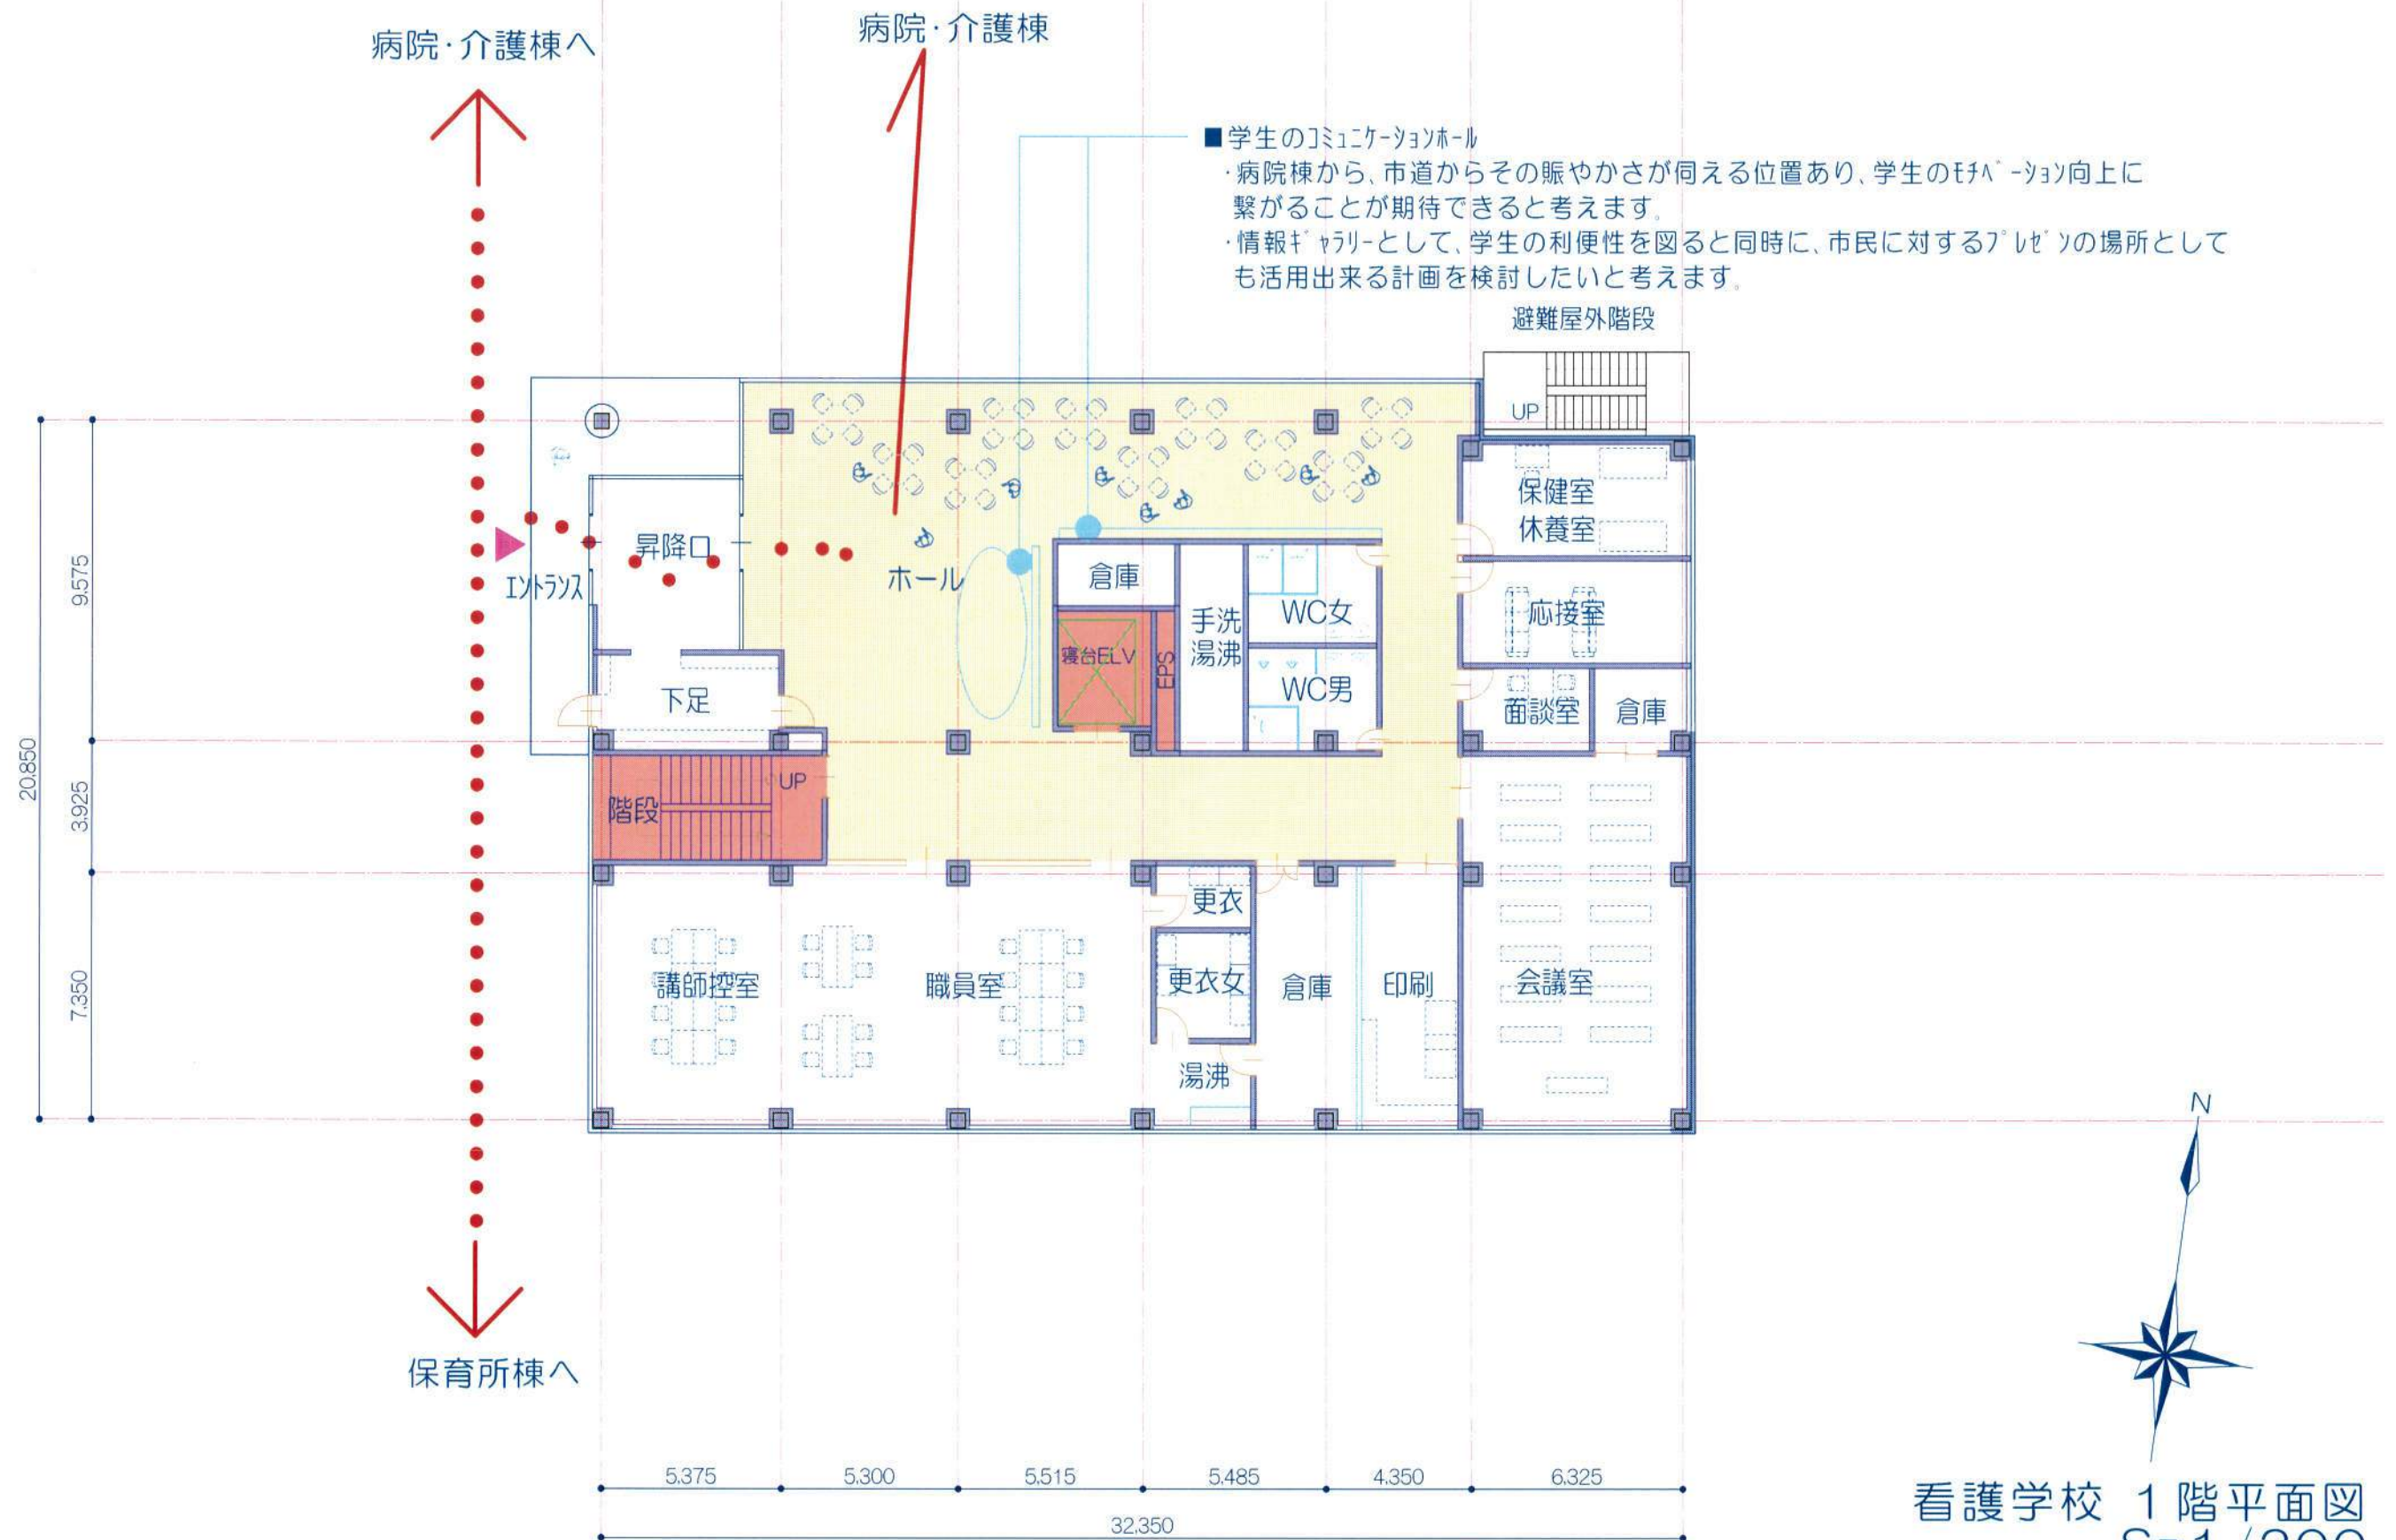 病院・介護棟へ
病院・介護棟
■学生のｺﾐｭﾆｹｰｼｮﾝﾎｰﾙ
・病院棟から、市道からその賑やかさが伺える位置あり、学生のﾓﾁﾍﾞｰｼｮﾝ向上に
繋がることが期待できると考えます。
・情報ｷﾞｬﾗﾘｰとして、学生の利便性を図ると同時に、市民に対するﾌﾟﾚｾﾞﾝの場所として
も活用出来る計画を検討したいと考えます。
避難屋外階段
UP
保健室
休養室
昇降口
エントランス
ホール
倉庫
手洗
湯沸
WC女
応接室
寝台ELV
EPS
WC男
下足
面談室
倉庫
UP
階段
更衣
講師控室
職員室
更衣女
倉庫
印刷
会議室
湯沸
20,850
9,575
3,925
7,350
保育所棟へ
N
5,375
5,300
5,515
5,485
4,350
6,325
32,350
看護学校 1階平面図